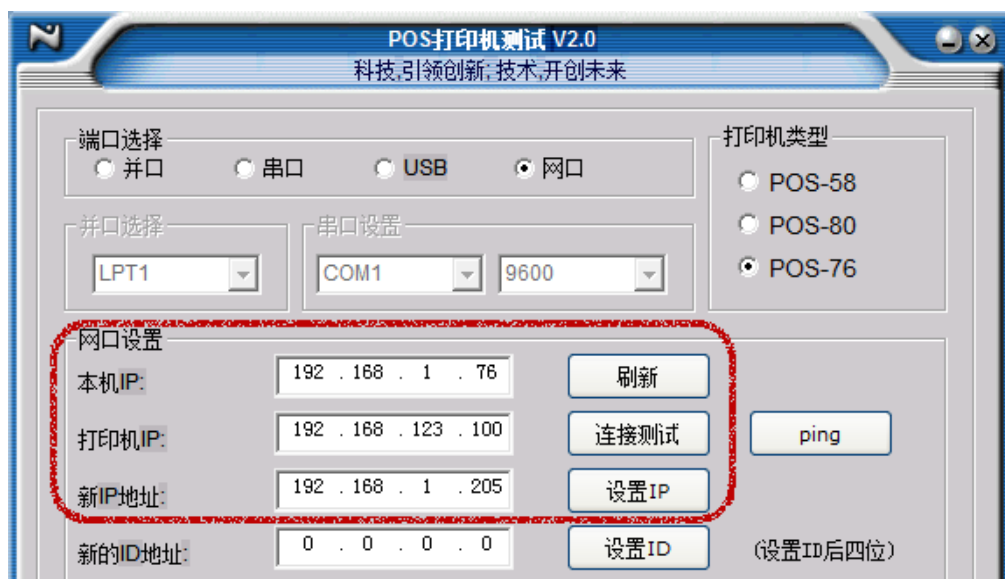 POS打印机测试 V2.0
科技,引领创新;技术,开创未来
端口选择
并口 串口 USB 网口
打印机类型
POS-58
POS-80
POS-76
并口选择
LPT1
串口设置
COM1 9600
网口设置
本机IP: 192 . 168 . 1 . 76 刷新
打印机IP: 192 . 168 . 123 . 100 连接测试 ping
新IP地址: 192 . 168 . 1 . 205 设置IP
新的ID地址: 0 . 0 . 0 . 0 设置ID (设置ID后四位)